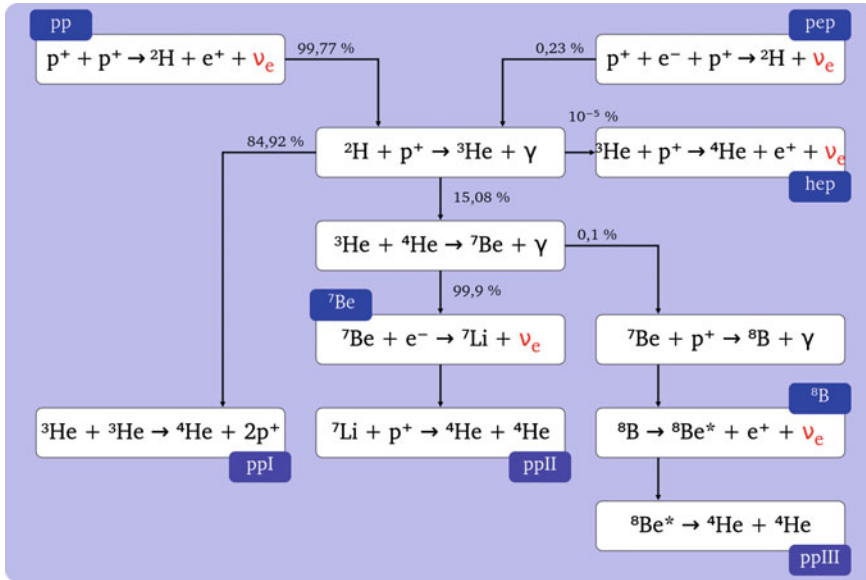 pp
pep
p⁺ + p⁺ → ²H + e⁺ + νₑ
99,77 %
0,23 %
p⁺ + e⁻ + p⁺ → ²H + νₑ
10⁻⁵ %
84,92 %
²H + p⁺ → ³He + γ
³He + p⁺ → ⁴He + e⁺ + νₑ
hep
15,08 %
³He + ⁴He → ⁷Be + γ
0,1 %
99,9 %
⁷Be
⁷Be + e⁻ → ⁷Li + νₑ
⁷Be + p⁺ → ⁸B + γ
⁸B
³He + ³He → ⁴He + 2p⁺
⁷Li + p⁺ → ⁴He + ⁴He
⁸B → ⁸Be* + e⁺ + νₑ
ppI
ppII
⁸Be* → ⁴He + ⁴He
ppIII